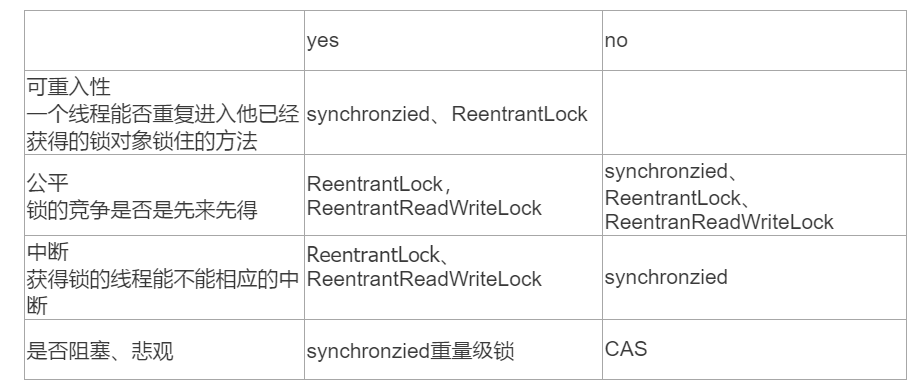 yes
no
可重入性
一个线程能否重复进入他已经
获得的锁对象锁住的方法
synchronzied、ReentrantLock
公平
锁的竞争是否是先来先得
ReentrantLock，
ReentrantReadWriteLock
synchronzied、
ReentrantLock、
ReentranReadWriteLock
中断
获得锁的线程能不能相应的中
断
ReentrantLock、
ReentrantReadWriteLock
synchronzied
是否阻塞、悲观
synchronzied重量级锁
CAS